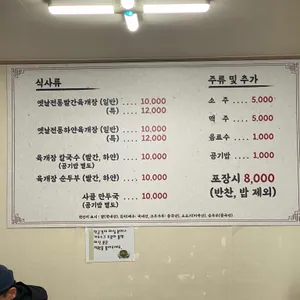 식사류
옛날전통빨간육개장 (일반) .... 10,000
(특) .... 12,000
옛날전통하얀육개장 (일반) .... 10,000
(특) .... 12,000
육개장 칼국수 (빨간, 하얀) .... 10,000
(공기밥 별도)
육개장 순두부 (빨간, 하얀) .... 10,000
사골 만두국 .... 10,000
(공기밥 별도)
주류 및 추가
소 주 .... 5,000
맥 주 .... 5,000
음료수 .... 1,000
공기밥 .... 1,000
포장시 8,000
(반찬, 밥 제외)